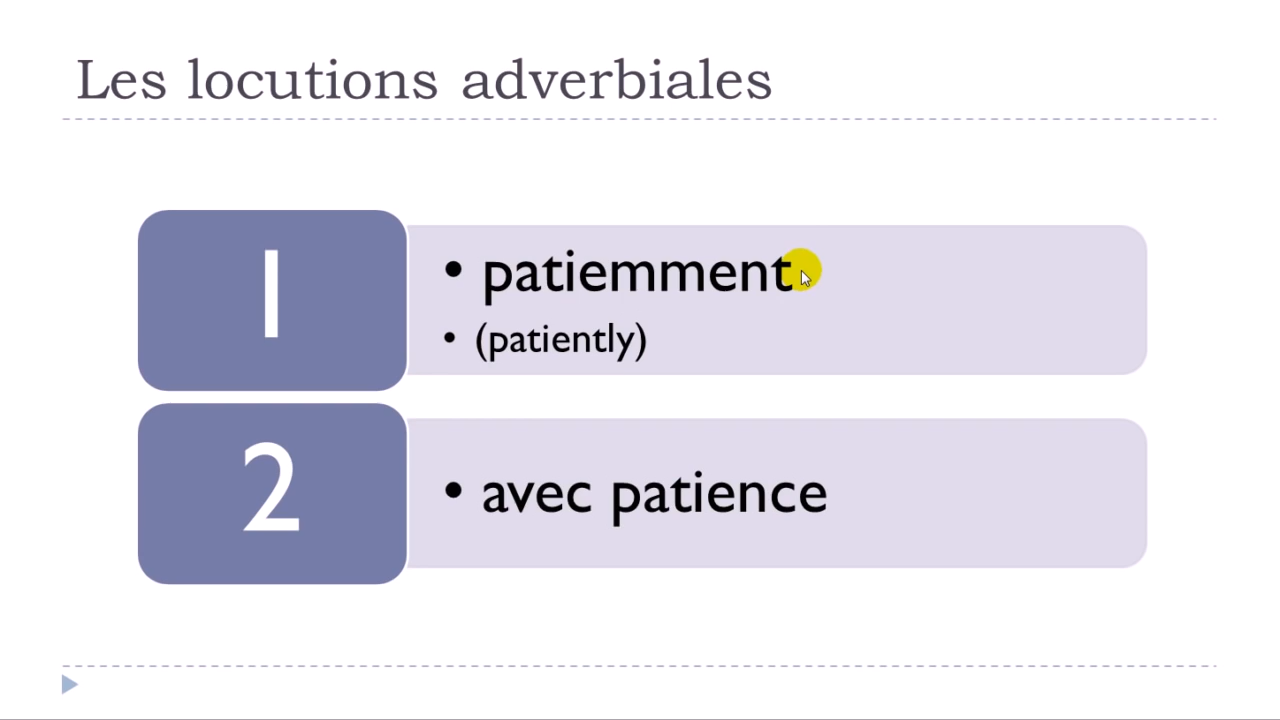 Les locutions adverbiales
1
• patiemment
• (patiently)
2
• avec patience